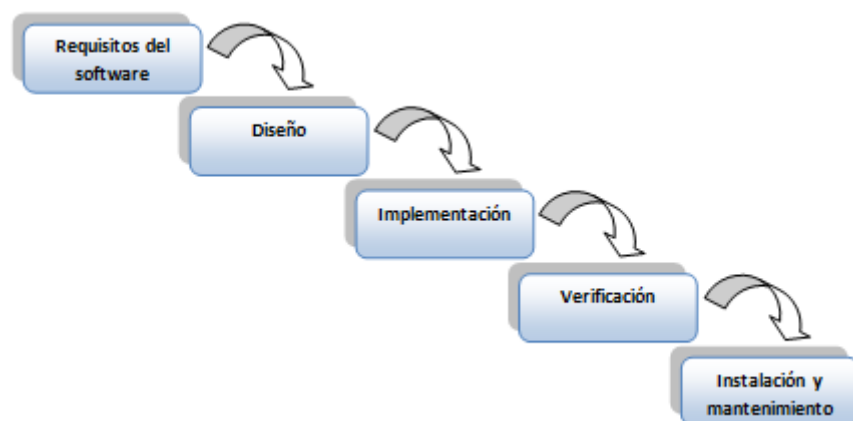 Requisitos del
software
Diseño
Implementación
Verificación
Instalación y
mantenimiento